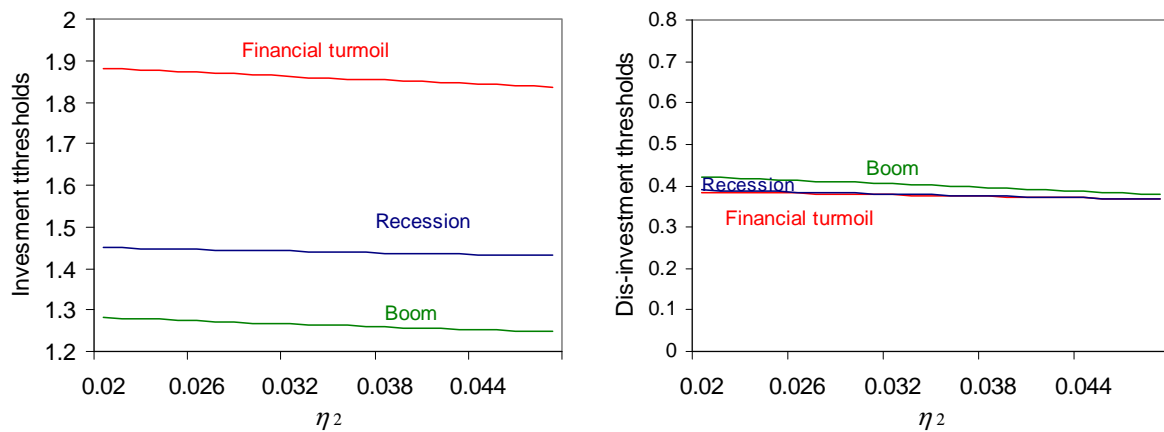 Invesment tthresholds
2
1.9
1.8
1.7
1.6
1.5
1.4
1.3
1.2
Financial turmoil
Recession
Boom
0.02 0.026 0.032 0.038 0.044
η 2
Dis-investment thresholds
0.8
0.7
0.6
0.5
0.4
0.3
0.2
0.1
0
Boom
Recession
Financial turmoil
0.02 0.026 0.032 0.038 0.044
η 2